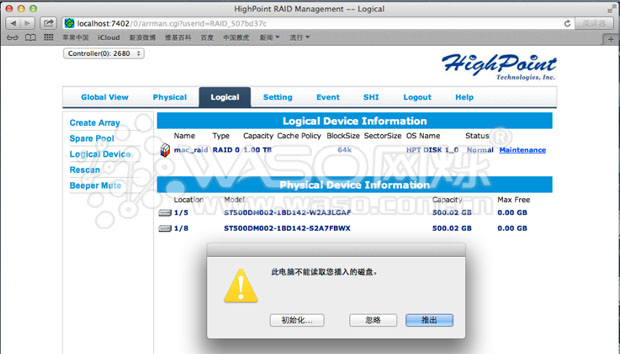 HighPoint RAID Management -- Logical
localhost:7402/0/arrman.cgi?userid=RAID_507bd37c
阅读器
苹果中国 iCloud 新浪微博 维基百科 百度 中国雅虎 新闻 流行
Controller(0): 2680
HighPoint
Technologies, Inc.
Global View Physical Logical Setting Event SHI Logout Help
Create Array
Spare Pool
Logical Device
Rescan
Beeper Mute
Logical Device Information
Name Type Capacity Cache Policy BlockSize SectorSize OS Name Status
mac_raid RAID 0 1.00 TB 64k HPT DISK 1_0 Normal Maintenance
WASO网烁®
www.waso.com.cn
Physical Device Information
Location Model Capacity Max Free
1/5 ST500DM002-1BD142-W2A3LGAF 500.02 GB 0.00 GB
1/8 ST500DM002-1BD142-S2A7FBWX 500.02 GB 0.00 GB
此电脑不能读取您插入的磁盘。
初始化... 忽略 推出